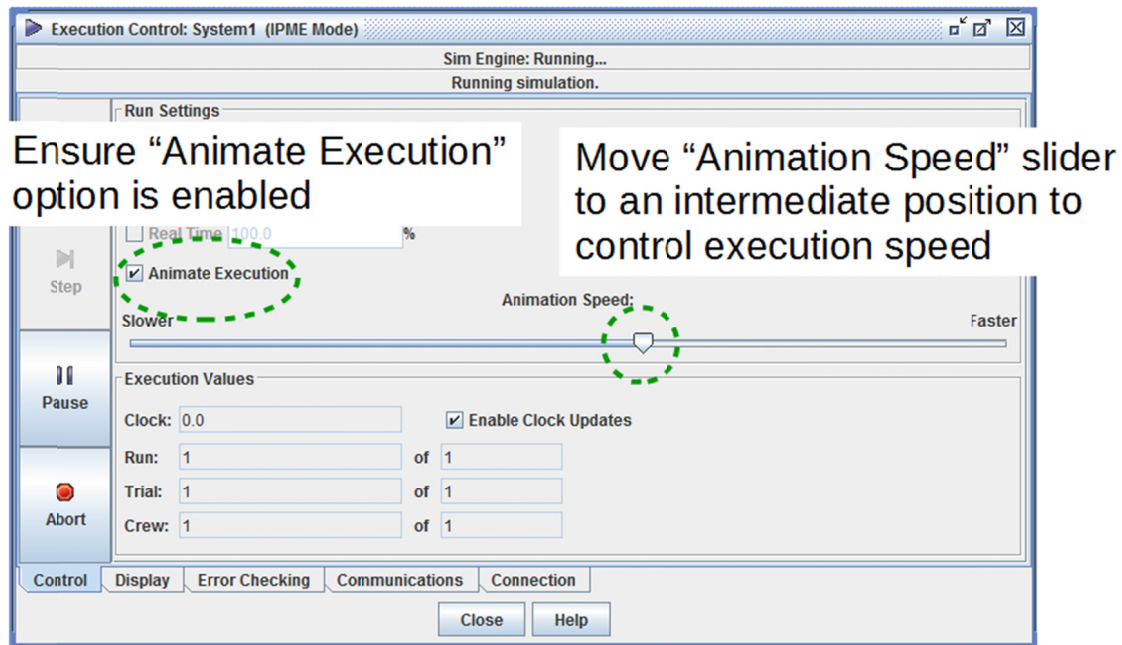 Execution Control: System1 (IPME Mode)
Sim Engine: Running...
Running simulation.
Run Settings
Ensure “Animate Execution”
option is enabled
Move “Animation Speed” slider
to an intermediate position to
control execution speed
Real Time 100.0 %
Step
Animate Execution
Animation Speed:
Slower
Faster
Pause
Execution Values
Clock: 0.0
Enable Clock Updates
Run: 1 of 1
Trial: 1 of 1
Abort
Crew: 1 of 1
Control Display Error Checking Communications Connection
Close Help